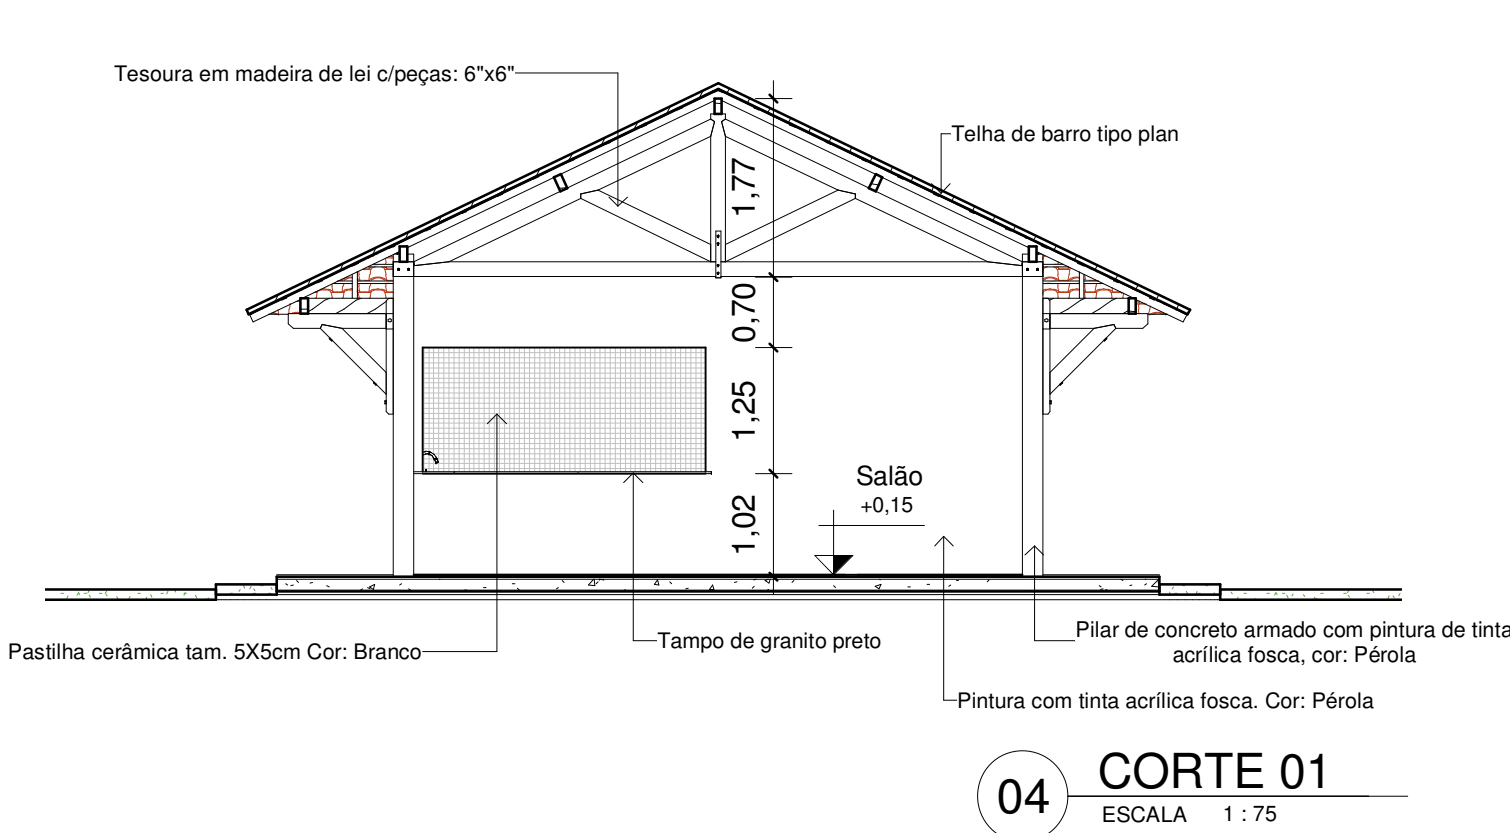 Tesoura em madeira de lei c/peças: 6"x6"
Telha de barro tipo plan
1,77
0,70
1,25
1,02
Salão
+0,15
Pastilha cerâmica tam. 5X5cm Cor: Branco
Tampo de granito preto
Pilar de concreto armado com pintura de tinta
acrílica fosca, cor: Pérola
Pintura com tinta acrílica fosca. Cor: Pérola
04
CORTE 01
ESCALA 1 : 75